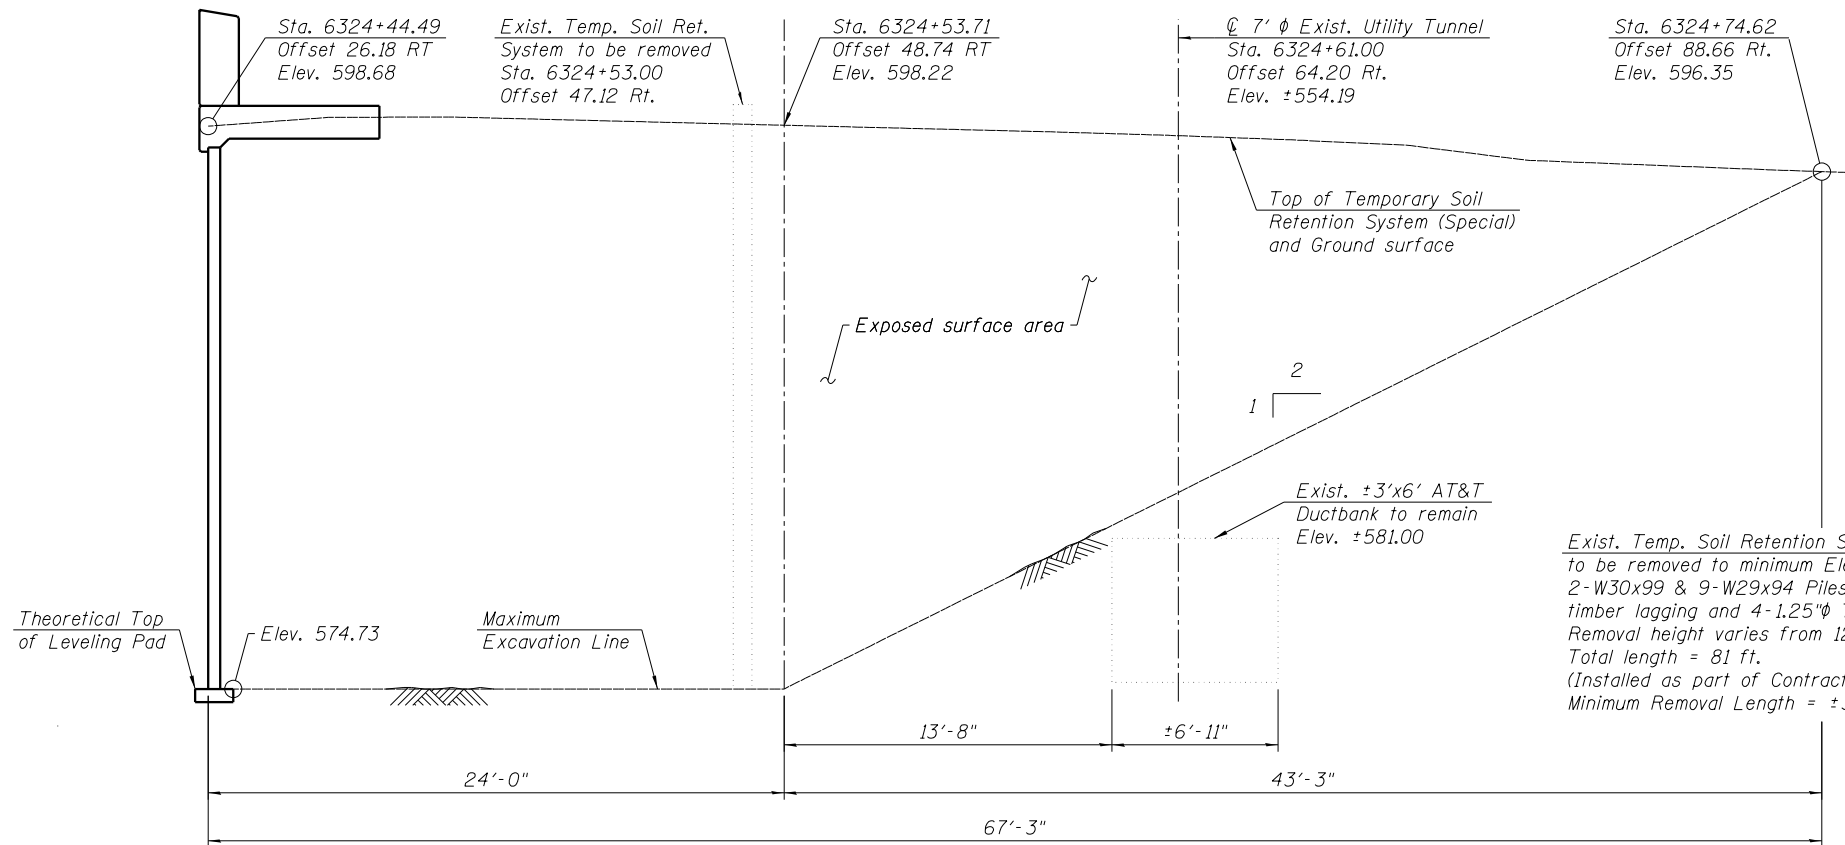 Sta. 6324+44.49
Offset 26.18 RT
Elev. 598.68
Exist. Temp. Soil Ret.
System to be removed
Sta. 6324+53.00
Offset 47.12 Rt.
Sta. 6324+53.71
Offset 48.74 RT
Elev. 598.22
℄ 7' ϕ Exist. Utility Tunnel
Sta. 6324+61.00
Offset 64.20 Rt.
Elev. ±554.19
Sta. 6324+74.62
Offset 88.66 Rt.
Elev. 596.35
Top of Temporary Soil
Retention System (Special)
and Ground surface
Exposed surface area
2
1
Exist. ±3'x6' AT&T
Ductbank to remain
Elev. ±581.00
Exist. Temp. Soil Retention
to be removed to minimum
2-W30x99 & 9-W29x94 Piles
timber lagging and 4-1.25"ϕ
Removal height varies from
Total length = 81 ft.
(Installed as part of
Minimum Removal Length =
Theoretical Top
of Leveling Pad
Elev. 574.73
Maximum
Excavation Line
13'-8"
±6'-11"
24'-0"
43'-3"
67'-3"